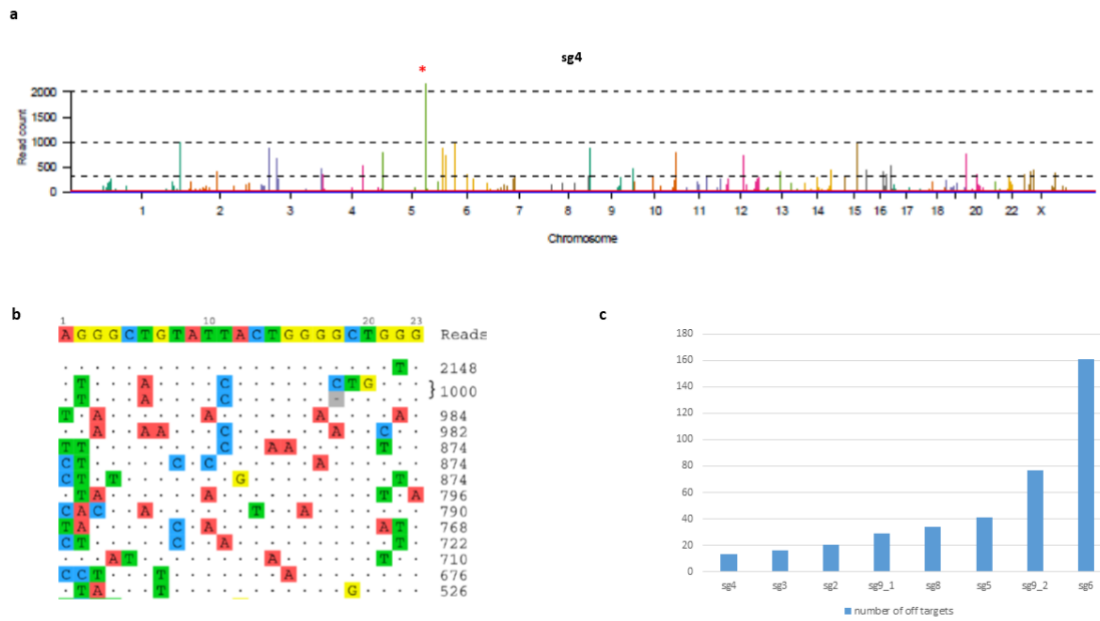 a
sg4
*
Read count
2000
1500
1000
500
0
1 2 3 4 5 6 7 8 9 10 11 12 13 14 15 16 17 18 20 22 X
Chromosome
b
1 10 20 23
A G G G C T G T A T T A C T G G G G C T G G G Reads
· · · · · · · · · · · · · · · · · · · · · T · 2148
· T · · · A · · · · C · · · · · · C T G · · ·
· T · · · A · · · · C · · · · · · - · · · · · } 1000
T · A · · · · · · A · · · · · · A · · · · A · 984
· · A · · A A · · · C · · · · · · A · · C · · 982
T T · · · · · · · · C · · A A · · · · · T · · 874
C T · · · · · C · C · · · · · · A · · · · · · 874
C T · T · · · · · · · G · · · · · · · · · T · 874
· T A · · · · · · A · · · · · · · · · · T · A 796
C A C · · A · · · · · · T · · A · · · · · · · 790
T A · · · · · C · A · · · · · · · · · · A T · 768
C T · · · · · C · · A · · · · · · · · · · T · 722
· · · A T · · · · · · · · A · · · · · · T · · 710
C C T · · · T · · · · · · · A · · · · · · · · 676
· T A · · · T · · · · · · · · · · · G · · · · 526
c
180
160
140
120
100
80
60
40
20
0
sg4 sg3 sg2 sg9_1 sg8 sg5 sg9_2 sg6
number of off targets